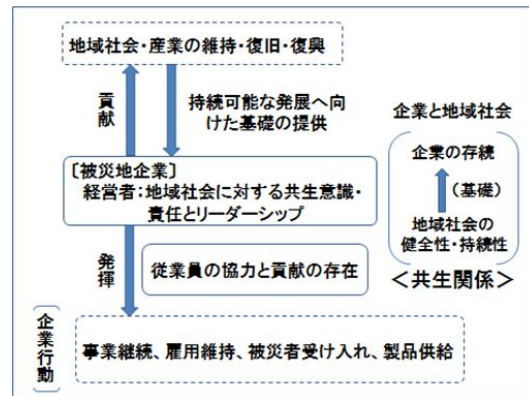 地域社会・産業の維持・復旧・復興
貢献
持続可能な発展へ向
けた基礎の提供
〔被災地企業〕
経営者：地域社会に対する共生意識・
責任とリーダーシップ
発揮
従業員の協力と貢献の存在
企業行動
事業継続、雇用維持、被災者受け入れ、製品供給
企業と地域社会
企業の存続
（基礎）
地域社会の
健全性・持続性
＜共生関係＞